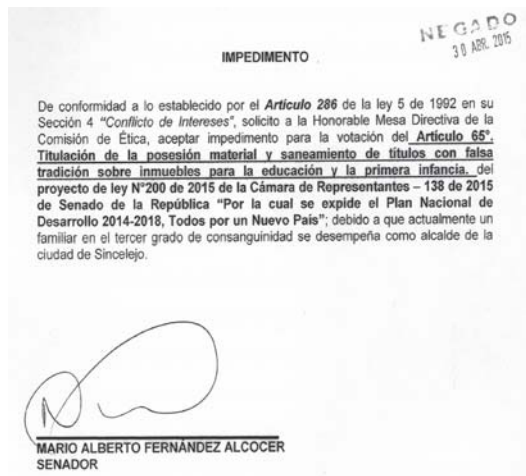 NEGADO
30 ABR. 2015
IMPEDIMENTO
De conformidad a lo establecido por el Artículo 286 de la ley 5 de 1992 en su
Sección 4 “Conflicto de Intereses”, solicito a la Honorable Mesa Directiva de la
Comisión de Ética, aceptar impedimento para la votación del Artículo 65°.
Titulación de la posesión material y saneamiento de títulos con falsa
tradición sobre inmuebles para la educación y la primera infancia. del
proyecto de ley N°200 de 2015 de la Cámara de Representantes – 138 de 2015
de Senado de la República “Por la cual se expide el Plan Nacional de
Desarrollo 2014-2018, Todos por un Nuevo País”; debido a que actualmente un
familiar en el tercer grado de consanguinidad se desempeña como alcalde de la
ciudad de Sincelejo.
MARIO ALBERTO FERNÁNDEZ ALCOCER
SENADOR